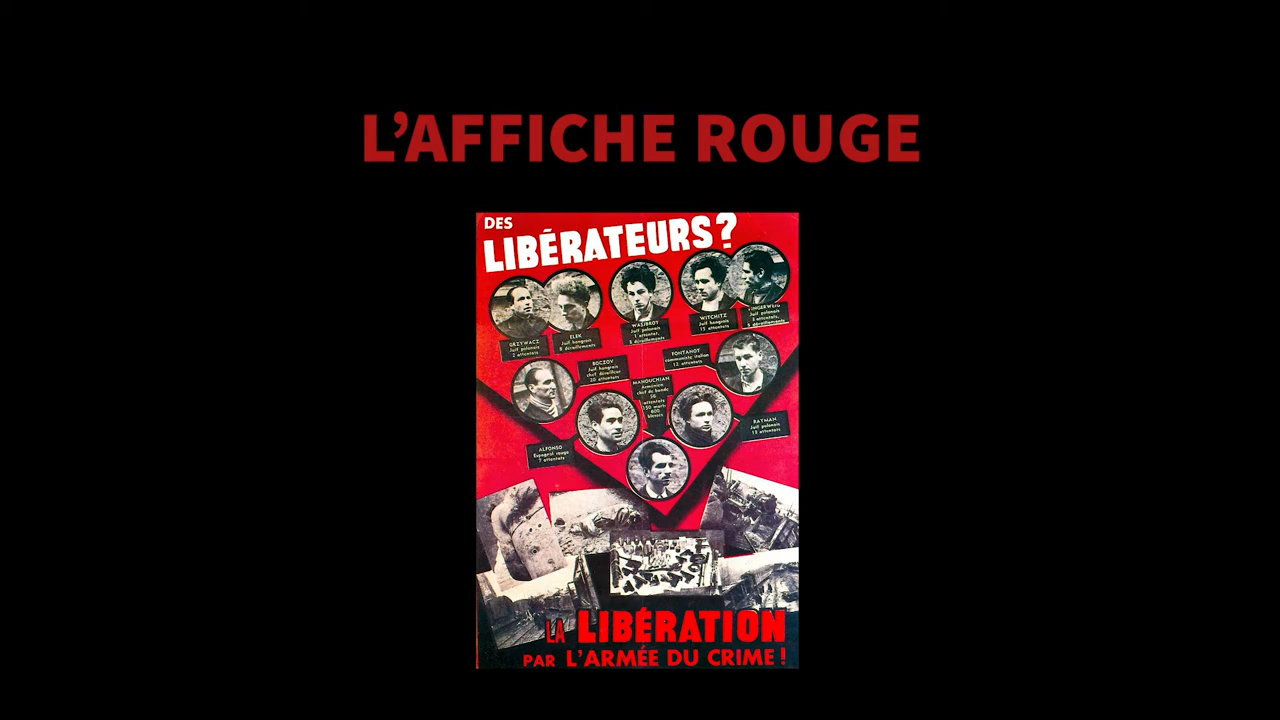 L’AFFICHE ROUGE
DES
LIBÉRATEURS?
GRZYWACZ
Juif polonais
2 attentats
ELEK
Juif hongrois
8 déraillements
WASJBROT
Juif polonais
1 attentat,
3 déraillements
WITCHITZ
Juif hongrois
15 attentats
FINGERWEIG
Juif polonais
3 attentats,
5 déraillements
BOCZOV
Juif hongrois
chef dérailleur
20 attentats
FONTANOT
communiste italien
12 attentats
MANOUCHIAN
Arménien
chef de bande
56
attentats
150 morts
600
blessés
RAYMAN
Juif polonais
13 attentats
ALFONSO
Espagnol rouge
7 attentats
LA LIBÉRATION
PAR L’ARMÉE DU CRIME!